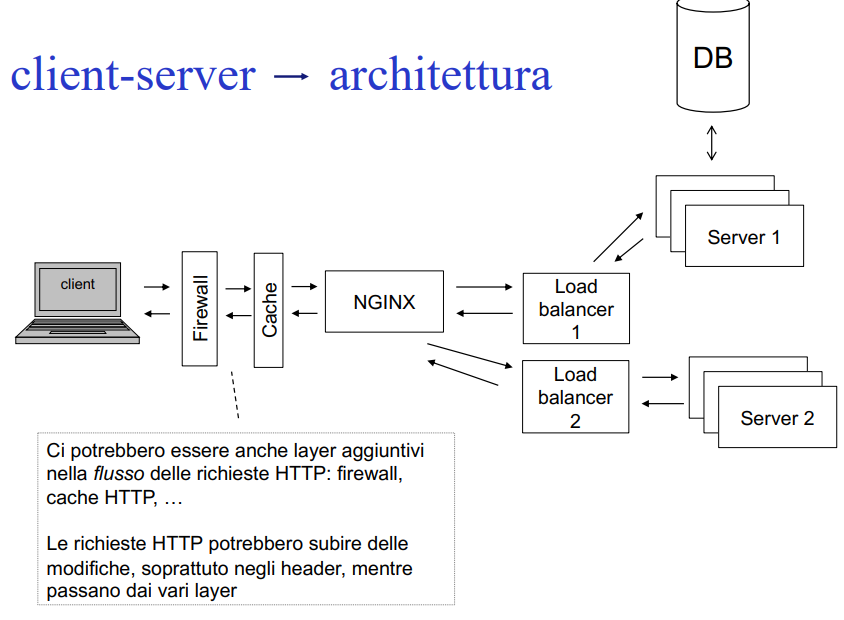 client-server → architettura
DB
Server 1
client
Firewall
Cache
NGINX
Load
balancer
1
Load
balancer
2
Server 2
Ci potrebbero essere anche layer aggiuntivi
nella flusso delle richieste HTTP: firewall,
cache HTTP, …
Le richieste HTTP potrebbero subire delle
modifiche, soprattutto negli header, mentre
passano dai vari layer